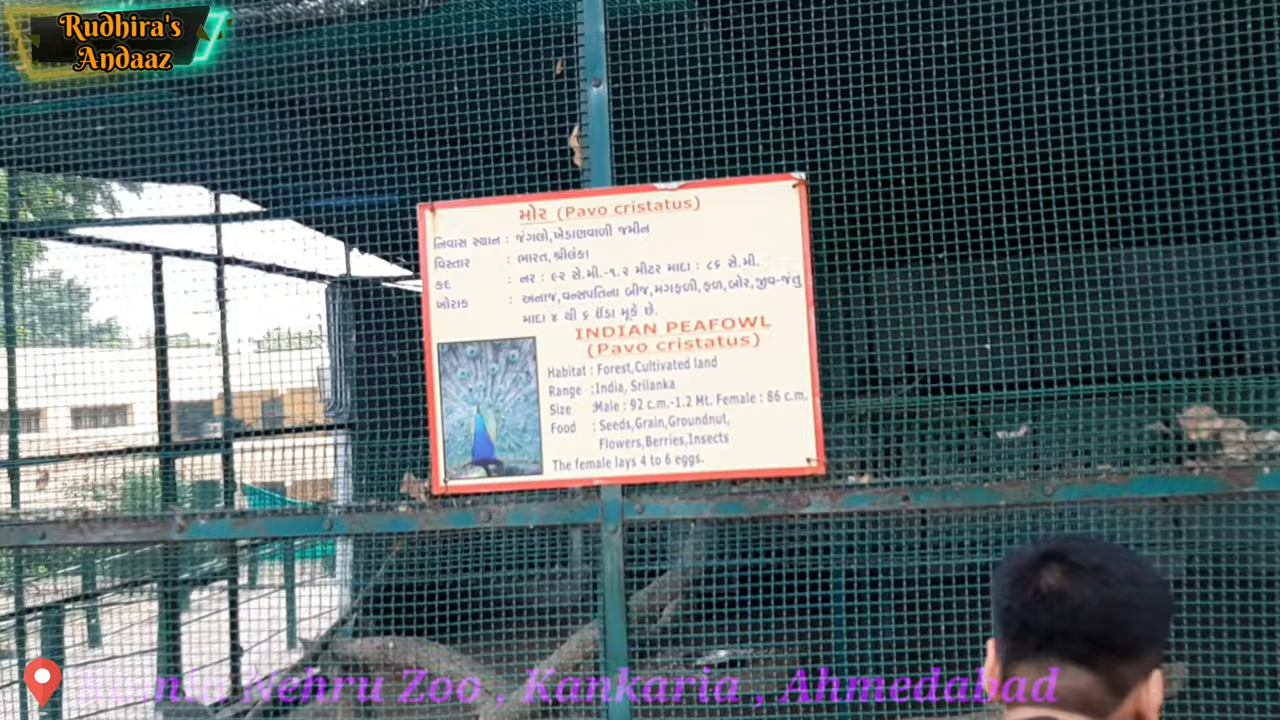 Rudhira's
Andaaz
મોર (Pavo cristatus)
નિવાસ સ્થાન : જંગલો,ખેડાણવાળી જમીન
વિસ્તાર : ભારત,શ્રીલંકા
કદ : નર : ૯૨ સે.મી.-૧.૨ મીટર માદા : ૮૬ સે.મી.
ખોરાક : અનાજ,વનસ્પતિના બીજ,મગફળી,ફળ,બોર,જીવ-જંતુ
માદા ૪ થી ૬ ઈંડા મૂકે છે.
INDIAN PEAFOWL
(Pavo cristatus)
Habitat : Forest,Cultivated land
Range :India, Srilanka
Size :Male : 92 c.m.-1.2 Mt. Female : 86 c.m.
Food : Seeds,Grain,Groundnut,
Flowers,Berries,Insects
The female lays 4 to 6 eggs.
Kamla Nehru Zoo , Kankaria , Ahmedabad